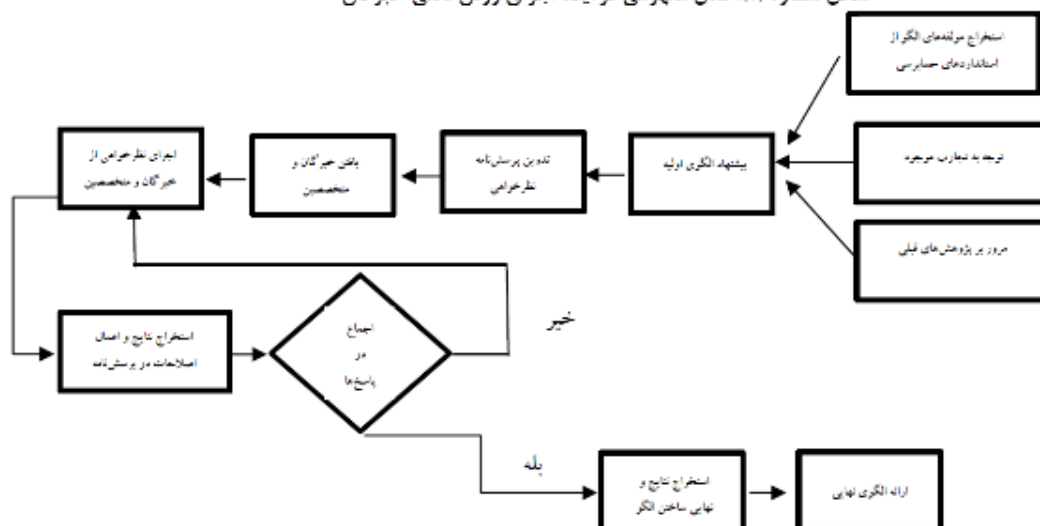 استخراج مولفه‌های الگو از
استانداردهای حسابرسی
توجه به تجارب موجود
مرور بر پژوهش‌های قبلی
پیشنهاد الگوی اولیه
تدوین پرسش‌نامه
نظرخواهی
یافتن خبرگان و
متخصصین
اجرای نظرخواهی از
خبرگان و متخصصین
استخراج نتایج و اعمال
اصلاحات در پرسش‌نامه
اجماع
در
پاسخ‌ها
خیر
بله
استخراج نتایج و
نهایی ساختن الگو
ارائه الگوی نهایی